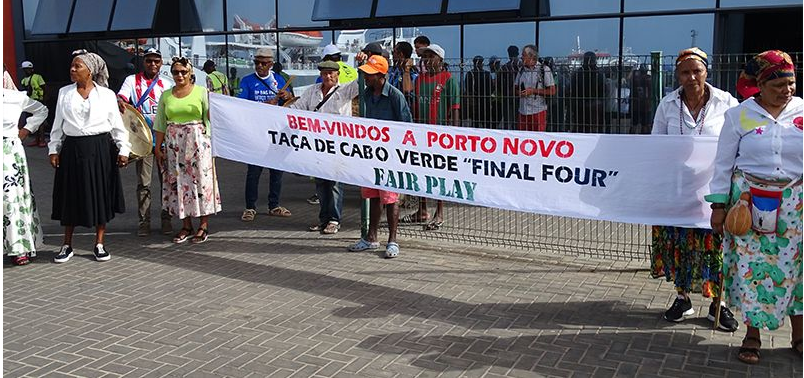 BEM-VINDOS A PORTO NOVO
TAÇA DE CABO VERDE "FINAL FOUR"
FAIR PLAY